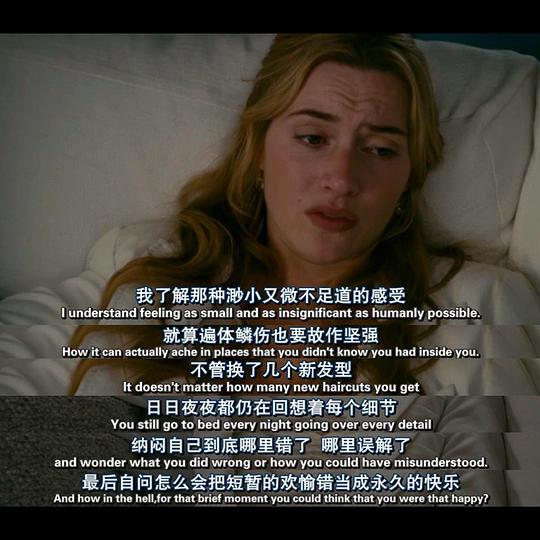 我了解那种渺小又微不足道的感受
I understand feeling as small and as insignificant as humanly possible.
就算遍体鳞伤也要故作坚强
How it can actually ache in places that you didn't know you had inside you.
不管换了几个新发型
It doesn't matter how many new haircuts you get
日日夜夜都仍在回想着每个细节
You still go to bed every night going over every detail
纳闷自己到底哪里错了 哪里误解了
and wonder what you did wrong or how you could have misunderstood.
最后自问怎么会把短暂的欢愉错当成永久的快乐
And how in the hell,for that brief moment you could think that you were that happy?